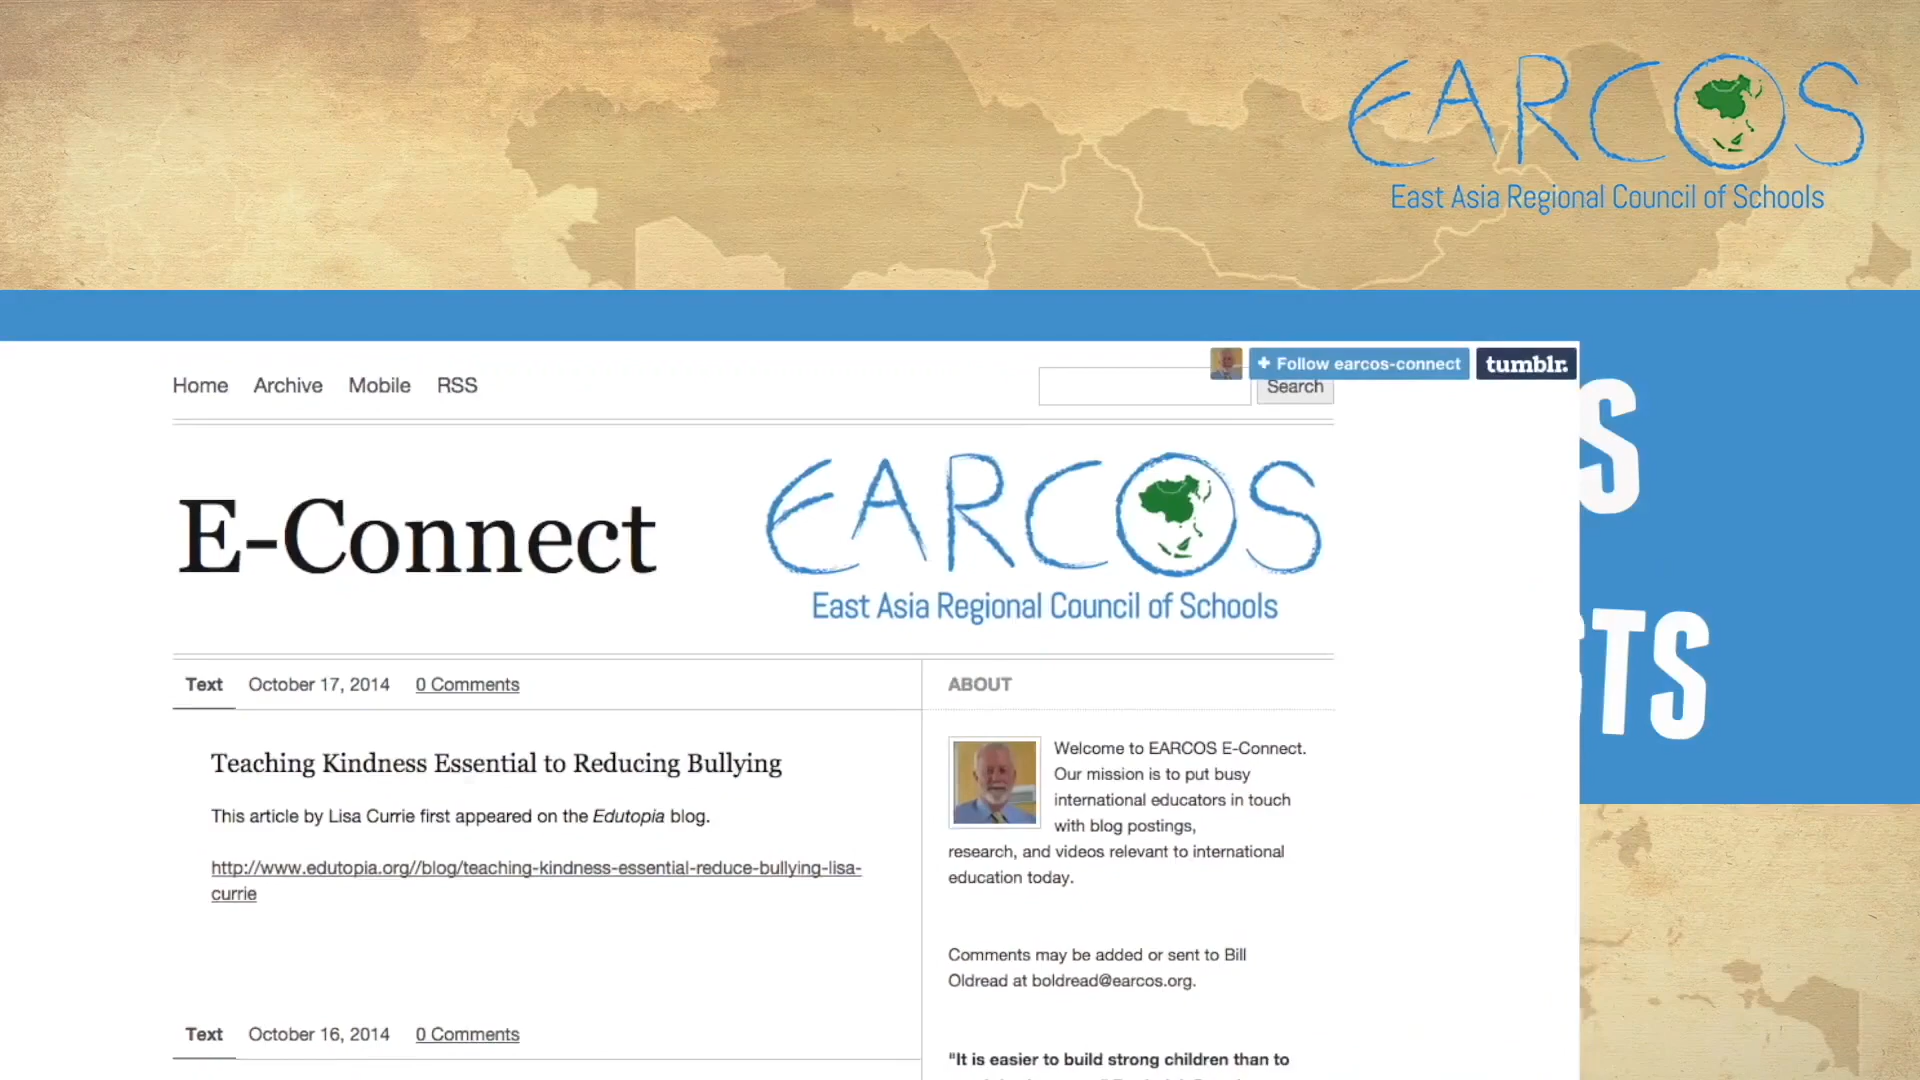 EARCOS
East Asia Regional Council of Schools
Home Archive Mobile RSS
+ Follow earcos-connect
tumblr.
Search
E-Connect
EARCOS
East Asia Regional Council of Schools
S
TS
Text October 17, 2014 0 Comments
Teaching Kindness Essential to Reducing Bullying
This article by Lisa Currie first appeared on the Edutopia blog.
http://www.edutopia.org//blog/teaching-kindness-essential-reduce-bullying-lisa-
currie
Text October 16, 2014 0 Comments
ABOUT
Welcome to EARCOS E-Connect.
Our mission is to put busy
international educators in touch
with blog postings,
research, and videos relevant to international
education today.
Comments may be added or sent to Bill
Oldread at boldread@earcos.org.
"It is easier to build strong children than to